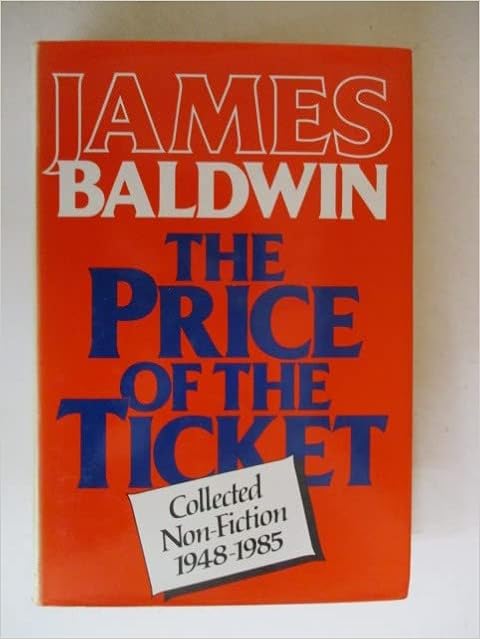 JAMES
BALDWIN
THE
PRICE
OF THE
TICKET
Collected
Non-Fiction
1948-1985